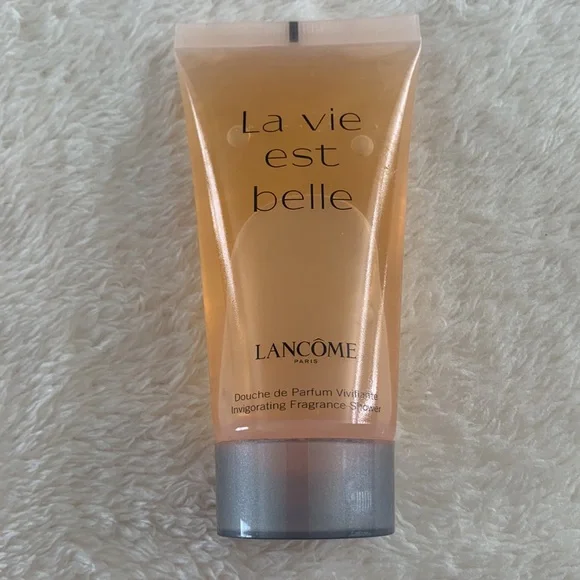 La vie
est
belle
LANCÔME
PARIS
Douche de Parfum Vivifiante
Invigorating Fragrance-Shower